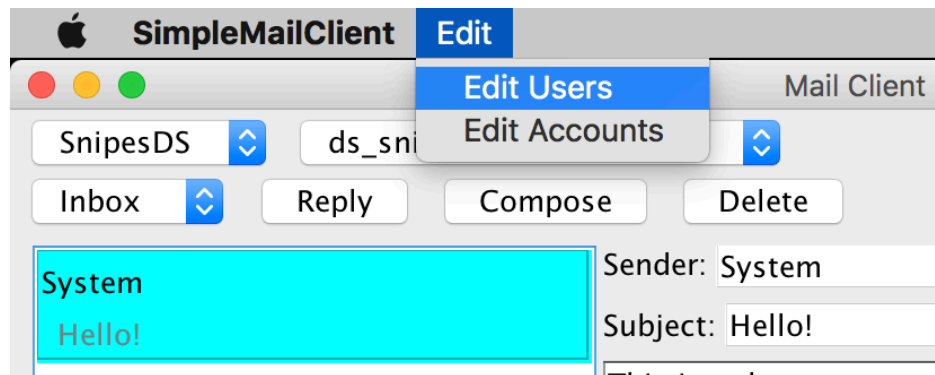 SimpleMailClient Edit
Edit Users
Mail Client
Edit Accounts
SnipesDS
Inbox Reply Compose Delete
System
Hello!
Sender: System
Subject: Hello!